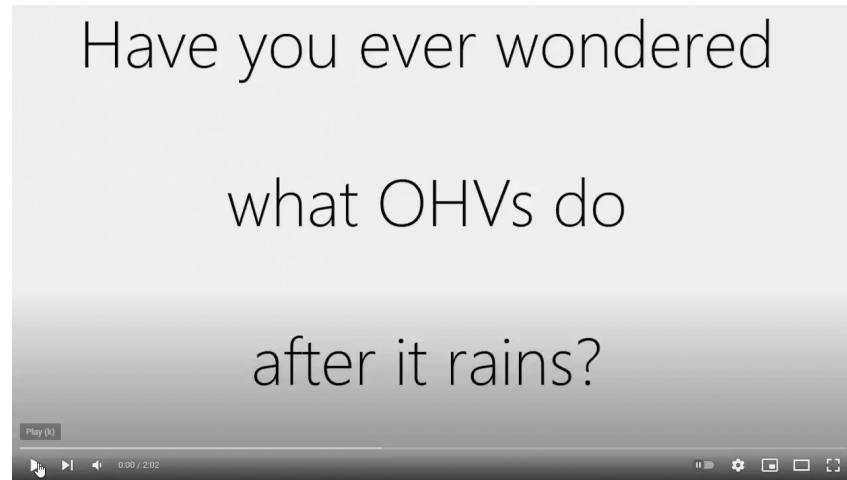 Have you ever wondered
what OHVs do
after it rains?
Play (k)
0:00 / 2:02